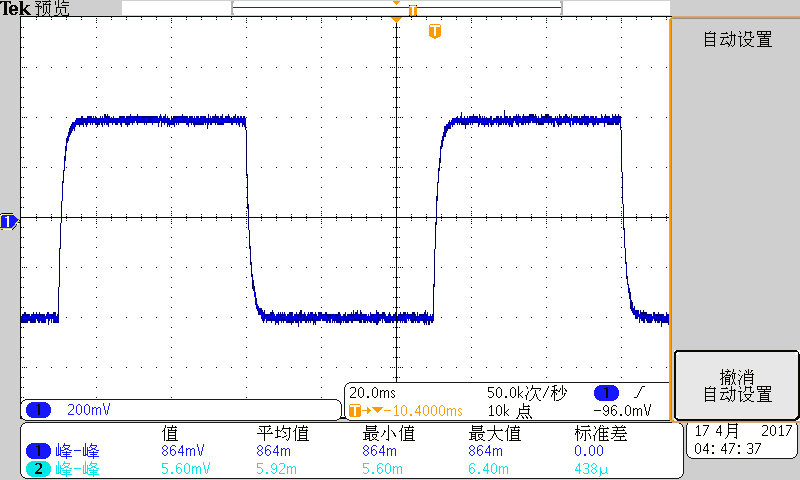 Tek 预览
T
T
自动设置
1
撤消
自动设置
1 200mV
20.0ms 50.0k次/秒 1
T→▼-10.4000ms 10k 点 -96.0mV
值 平均值 最小值 最大值 标准差
1 峰-峰 864mV 864m 864m 864m 0.00
2 峰-峰 5.60mV 5.92m 5.60m 6.40m 438µ
17 4月 2017
04:47:37